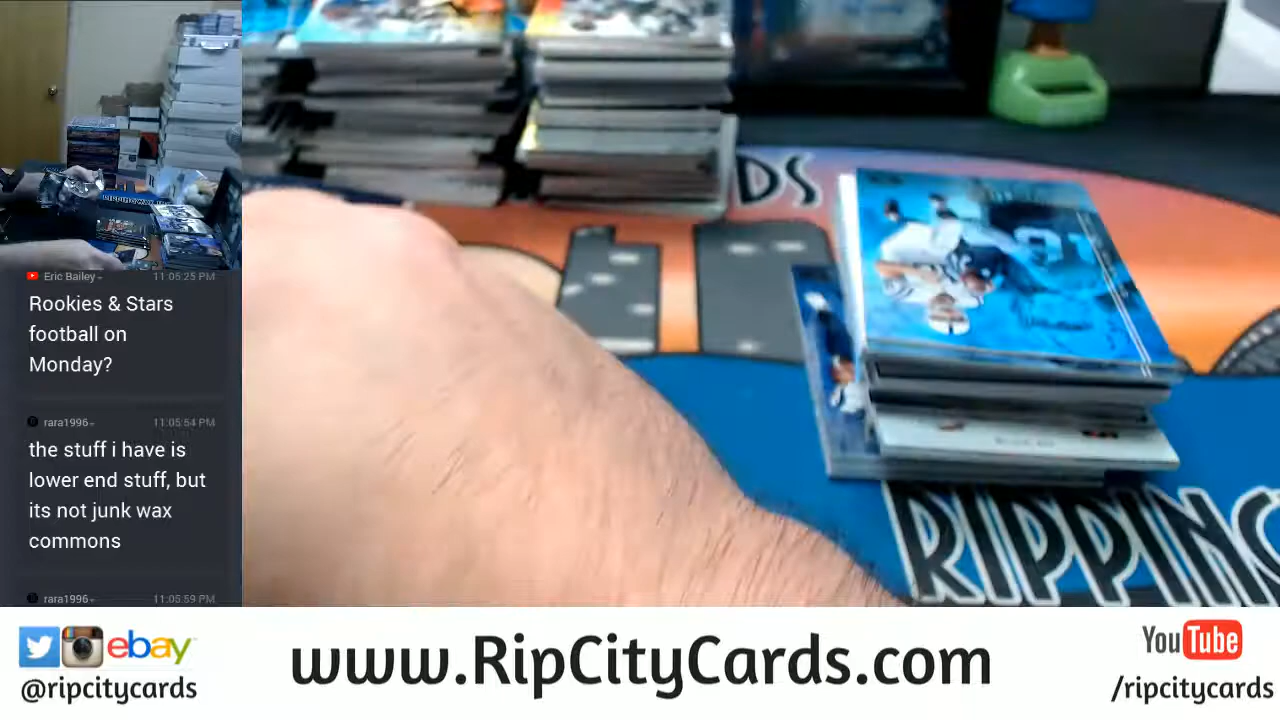 Eric Bailey 11:05:25 PM
Rookies & Stars
football on
Monday?
rara1996 11:05:54 PM
the stuff i have is
lower end stuff, but
its not junk wax
commons
rara1996 11:05:59 PM
DS
RIPPING
ebay
@ripcitycards
www.RipCityCards.com
YouTube
/ripcitycards